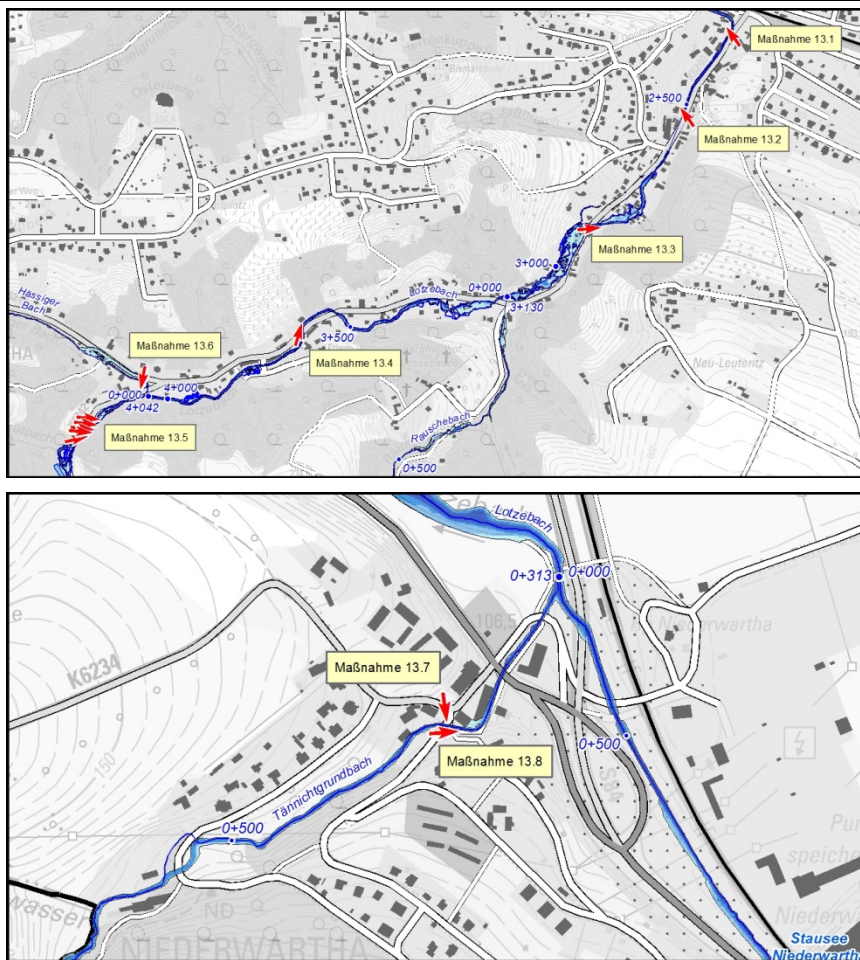 Maßnahme 13.1
Osterberg
2+500
Maßnahme 13.2
Maßnahme 13.3
3+000
0+000
Lotzebach
3+130
Hässiger
Bach
Maßnahme 13.6
3+500
Maßnahme 13.4
Neu-Leuteritz
0+000
4+000
4+042
Maßnahme 13.5
Rauschebach
0+500
Lotzebach
0+313
0+000
106,5
Niederwartha
K6234
Maßnahme 13.7
Maßnahme 13.8
0+500
Tännichtgrundbach
0+500
S84
150
ND
NIEDERWARTHA
Stausee
Niederwartha